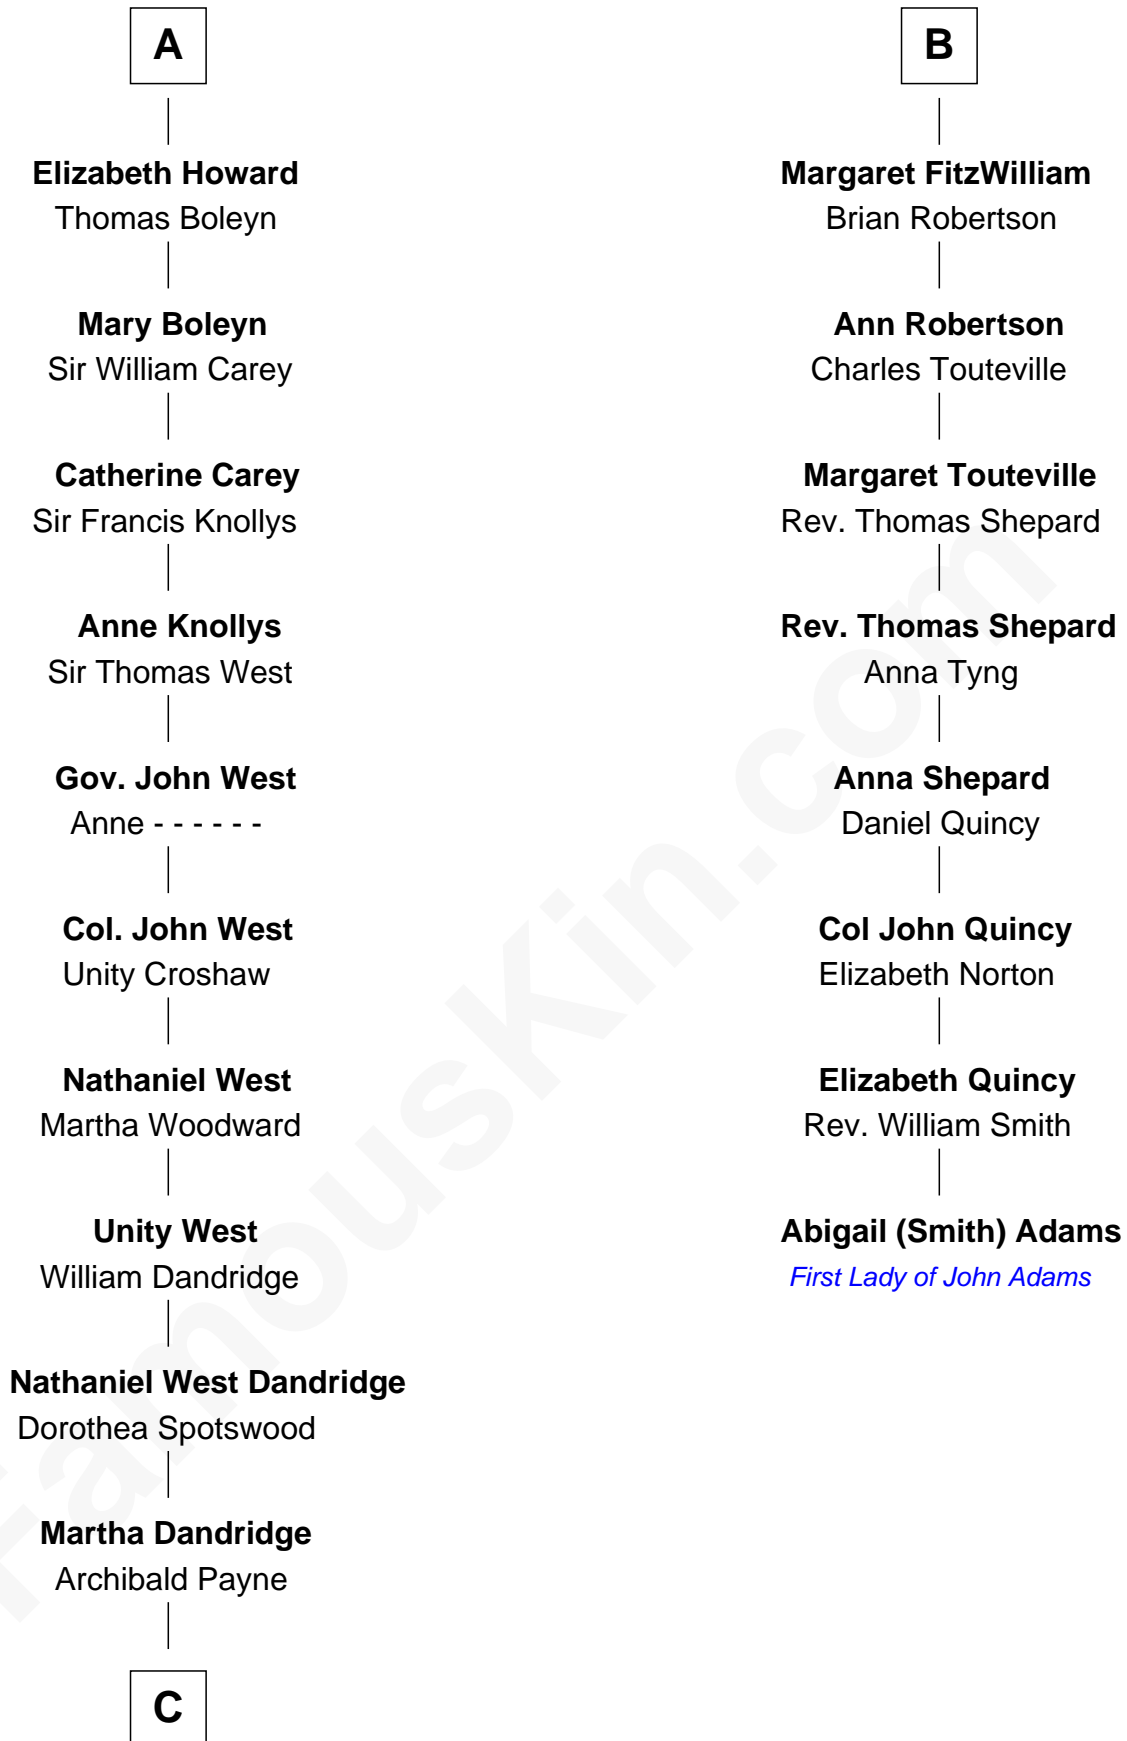 A
Elizabeth Howard
Thomas Boleyn
Mary Boleyn
Sir William Carey
Catherine Carey
Sir Francis Knollys
Anne Knollys
Sir Thomas West
Gov. John West
Anne - - - - - -
Col. John West
Unity Croshaw
Nathaniel West
Martha Woodward
Unity West
William Dandridge
Nathaniel West Dandridge
Dorothea Spotswood
Martha Dandridge
Archibald Payne
C
B
Margaret FitzWilliam
Brian Robertson
Ann Robertson
Charles Touteville
Margaret Touteville
Rev. Thomas Shepard
Rev. Thomas Shepard
Anna Tyng
Anna Shepard
Daniel Quincy
Col John Quincy
Elizabeth Norton
Elizabeth Quincy
Rev. William Smith
Abigail (Smith) Adams
First Lady of John Adams
FamousKin.com